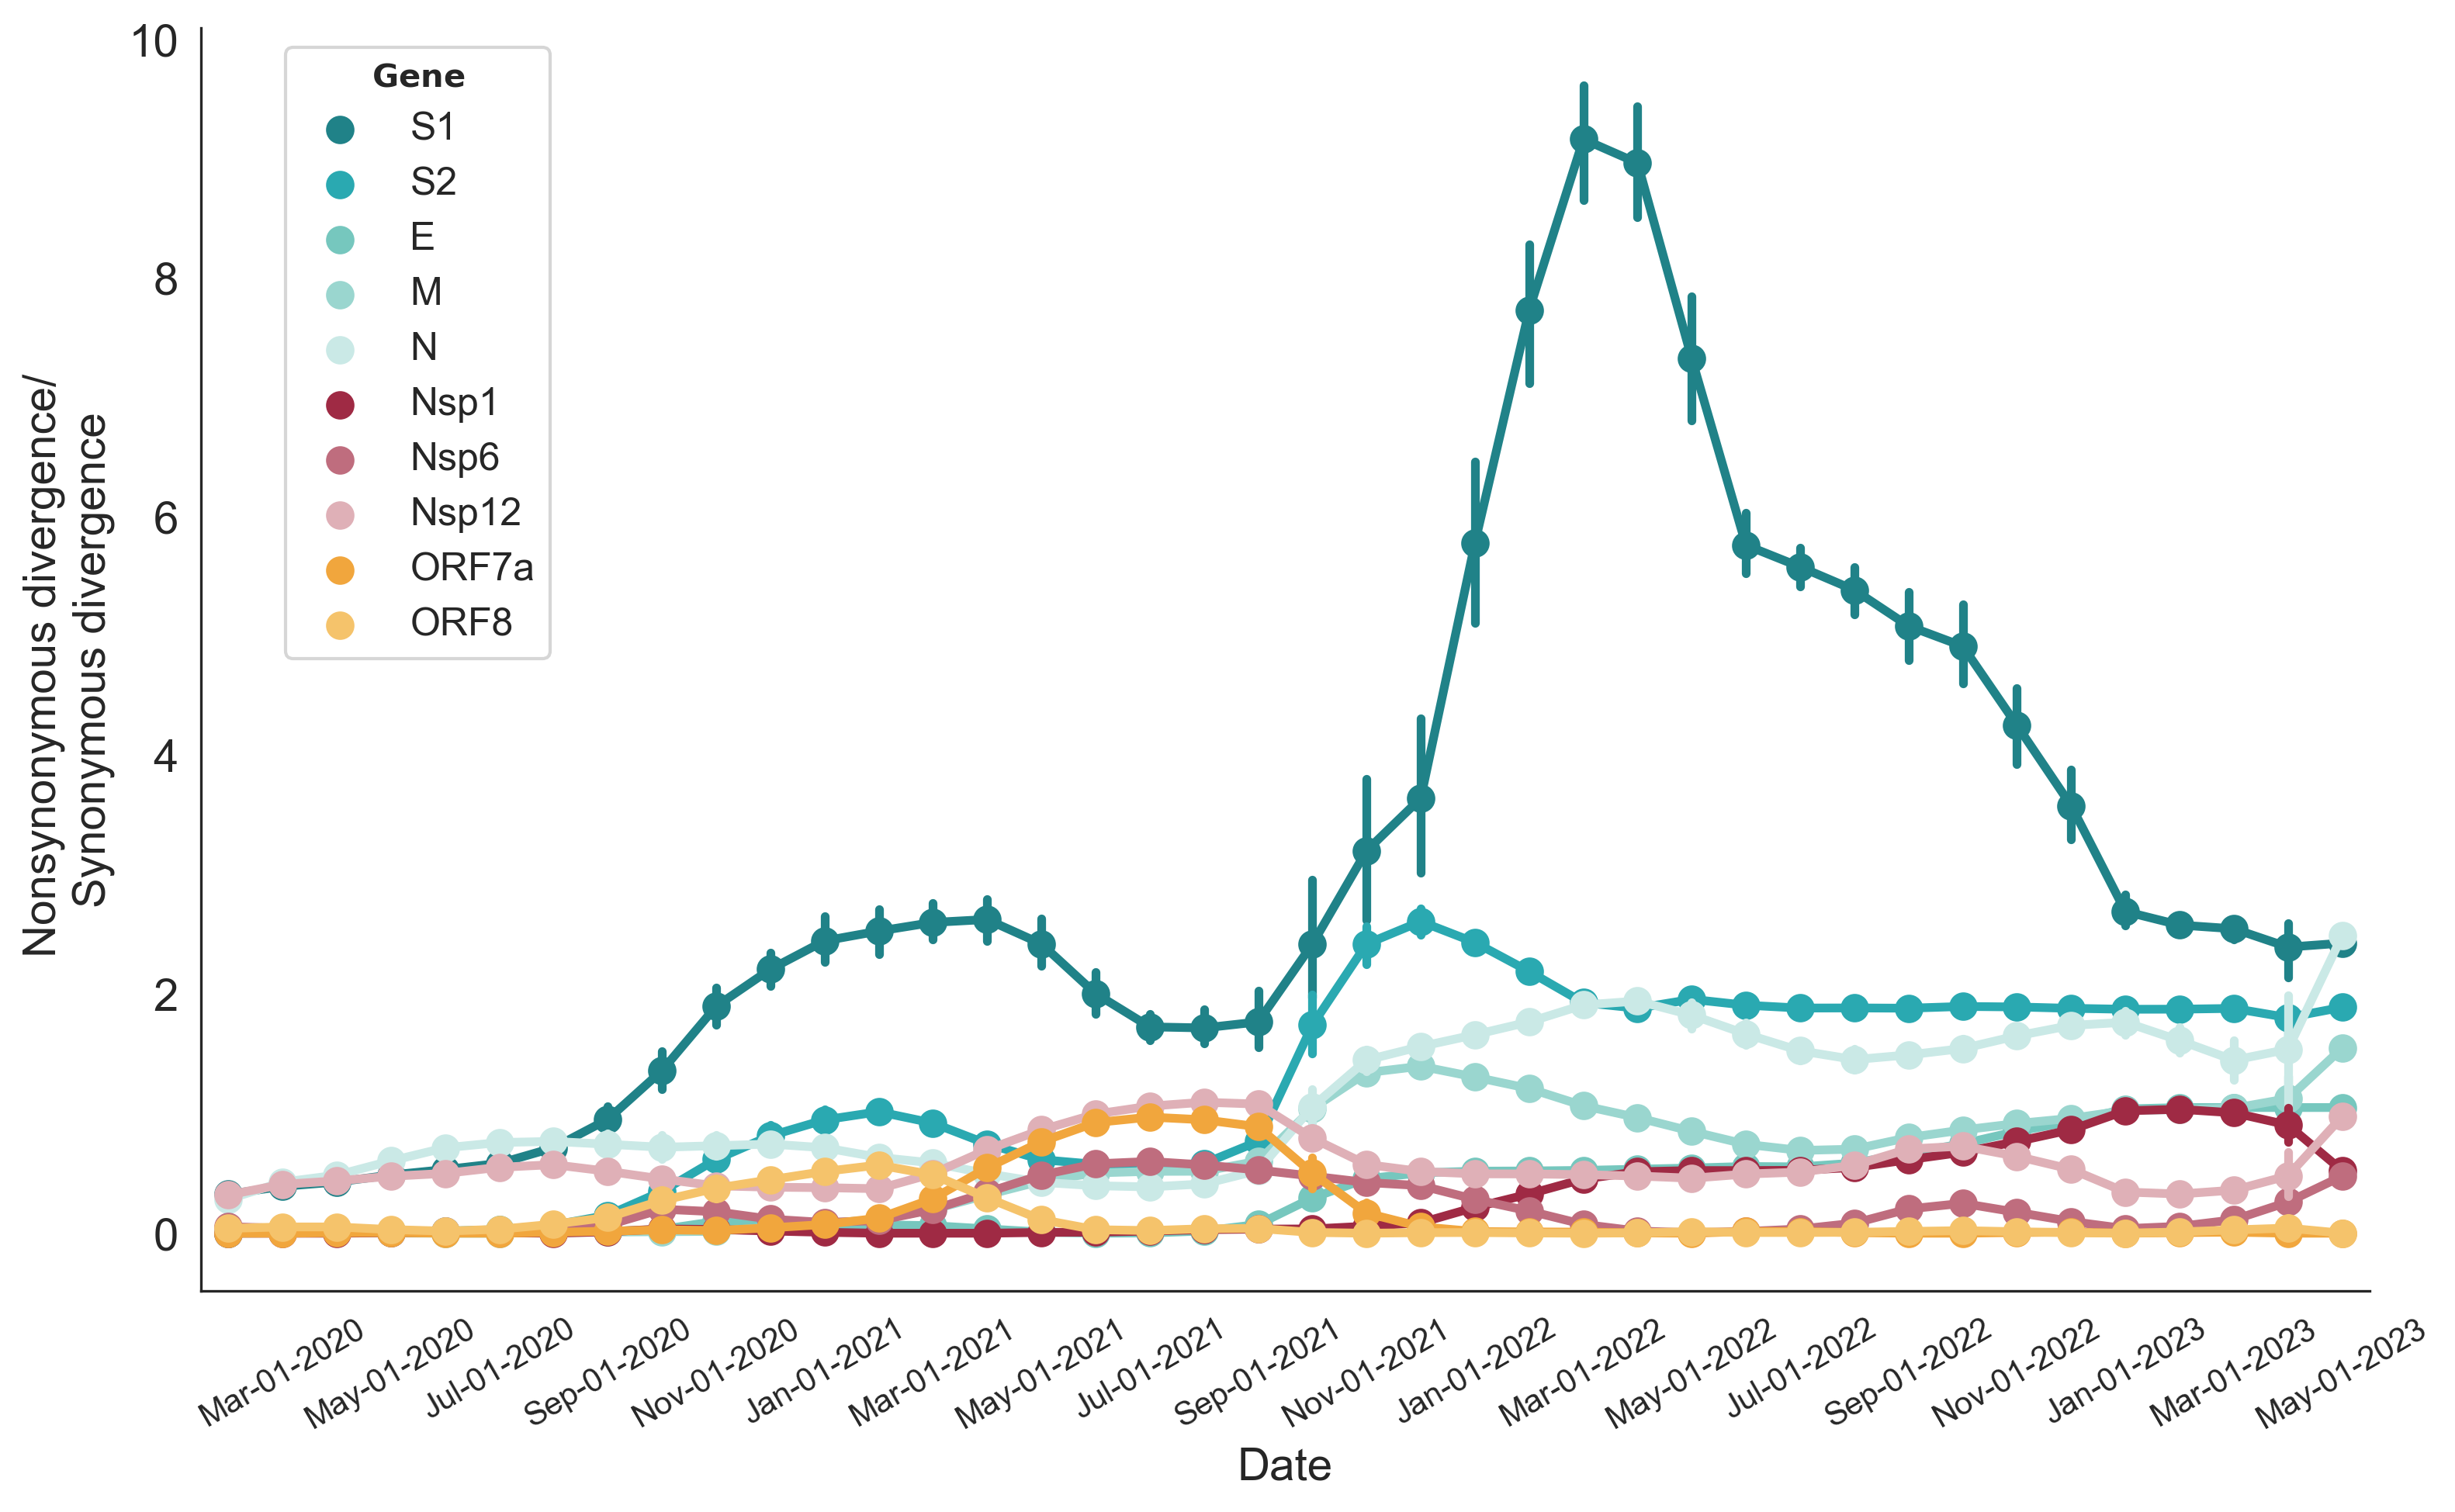 10
8
6
4
2
0
Nonsynonymous divergence/
Synonymous divergence
Gene
S1
S2
E
M
N
Nsp1
Nsp6
Nsp12
ORF7a
ORF8
Mar-01-2020
May-01-2020
Jul-01-2020
Sep-01-2020
Nov-01-2020
Jan-01-2021
Mar-01-2021
May-01-2021
Jul-01-2021
Sep-01-2021
Nov-01-2021
Jan-01-2022
Mar-01-2022
May-01-2022
Jul-01-2022
Sep-01-2022
Nov-01-2022
Jan-01-2023
Mar-01-2023
May-01-2023
Date